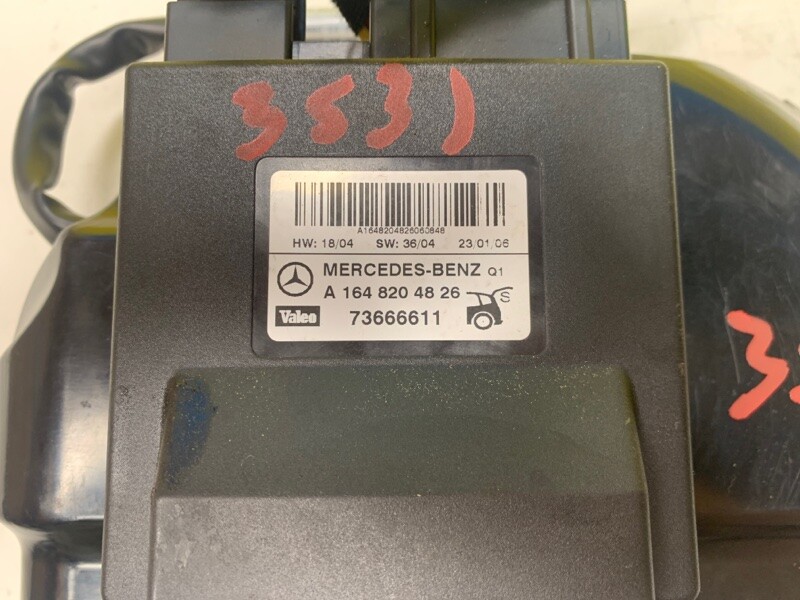 3531
A1648204826060848
HW: 18/04 SW: 36/04 23/01/06
MERCEDES-BENZ Q1
A 164 820 48 26
S
Valeo 73666611